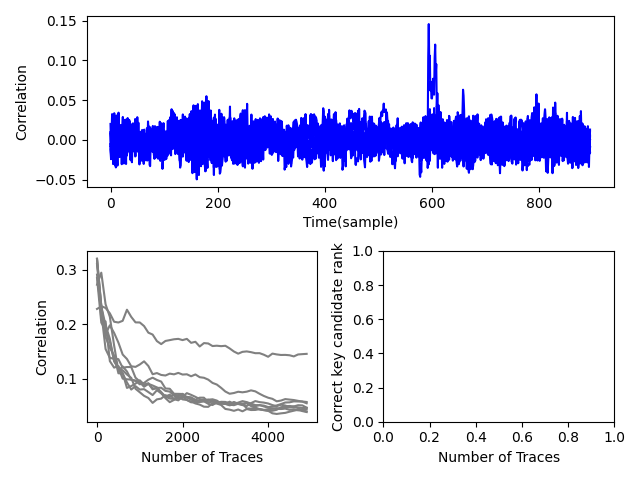 0.15
0.10
0.05
0.00
−0.05
Correlation
0 200 400 600 800
Time(sample)
0.3
0.2
0.1
Correlation
0 2000 4000
Number of Traces
1.0
0.8
0.6
0.4
0.2
0.0
Correct key candidate rank
0.0 0.2 0.4 0.6 0.8 1.0
Number of Traces